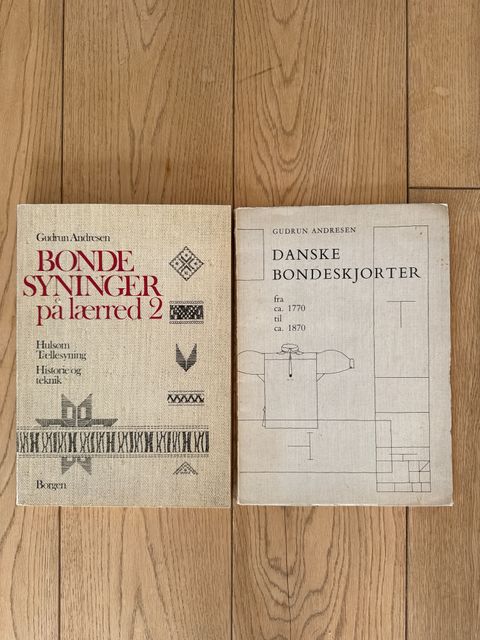 Gudrun Andresen
BONDE
SYNINGER
på lærred 2
Hulsøm
Tællesyning
Historie og
teknik
Borgen
GUDRUN ANDRESEN
DANSKE
BONDESKJORTER
fra
ca. 1770
til
ca. 1870